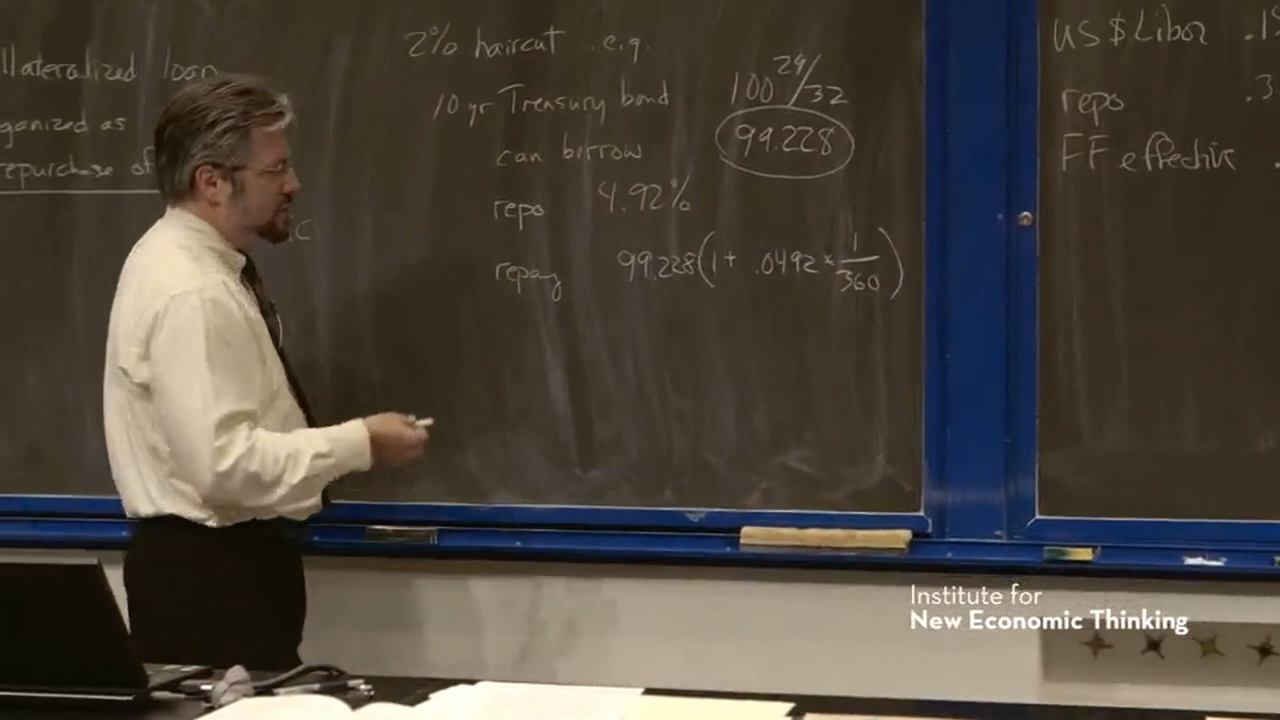 llateralized loan
ganized as
repurchase of
2% haircut e.g.
10 yr Treasury bond 100 24/32
can borrow 99.228
repo 4.92%
repay 99.228(1+ .0492 × 1/360)
US $ Libor
repo .3
FF effective
Institute for
New Economic Thinking